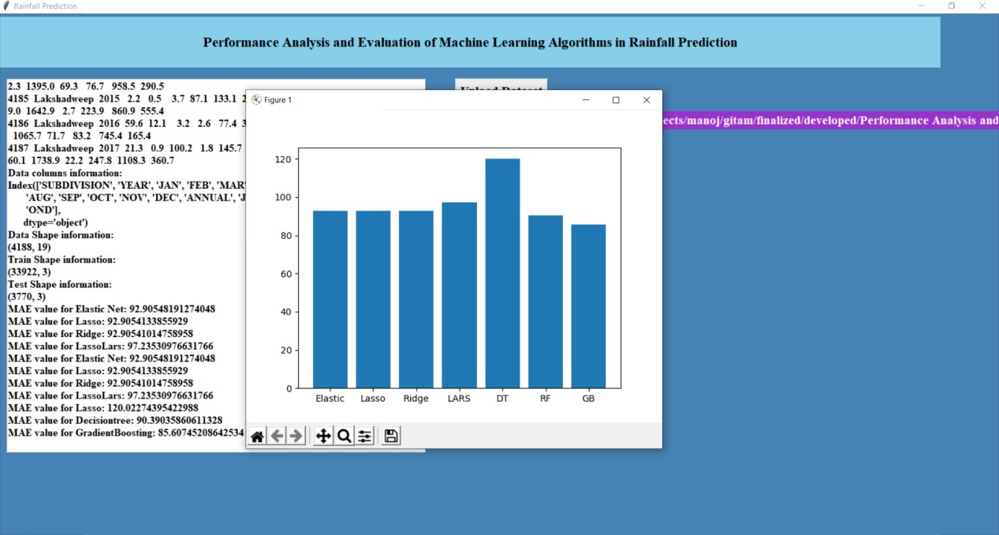 Rainfall Prediction
Performance Analysis and Evaluation of Machine Learning Algorithms in Rainfall Prediction
2.3 1395.0 69.3 76.7 958.5 290.5
4185 Lakshadweep 2015 2.2 0.5 3.7 87.1 133.1
9.0 1642.9 2.7 223.9 860.9 555.4
4186 Lakshadweep 2016 59.6 12.1 3.2 2.6 77.4
1065.7 71.7 83.2 745.4 165.4
4187 Lakshadweep 2017 21.3 0.9 100.2 1.8 145.7
60.1 1738.9 22.2 247.8 1108.3 360.7
Data columns information:
Index(['SUBDIVISION', 'YEAR', 'JAN', 'FEB', 'MAR'
'AUG', 'SEP', 'OCT', 'NOV', 'DEC', 'ANNUAL', 'J
'OND'],
dtype='object')
Data Shape information:
(4188, 19)
Train Shape information:
(33922, 3)
Test Shape information:
(3770, 3)
MAE value for Elastic Net: 92.90548191274048
MAE value for Lasso: 92.9054133855929
MAE value for Ridge: 92.90541014758958
MAE value for LassoLars: 97.23530976631766
MAE value for Elastic Net: 92.90548191274048
MAE value for Lasso: 92.9054133855929
MAE value for Ridge: 92.90541014758958
MAE value for LassoLars: 97.23530976631766
MAE value for Lasso: 120.02274395422988
MAE value for Decisiontree: 90.39035860611328
MAE value for GradientBoosting: 85.60745208642534
Upload Dataset
ects/manoj/gitam/finalized/developed/Performance Analysis and
Figure 1
120
100
80
60
40
20
0
Elastic Lasso Ridge LARS DT RF GB